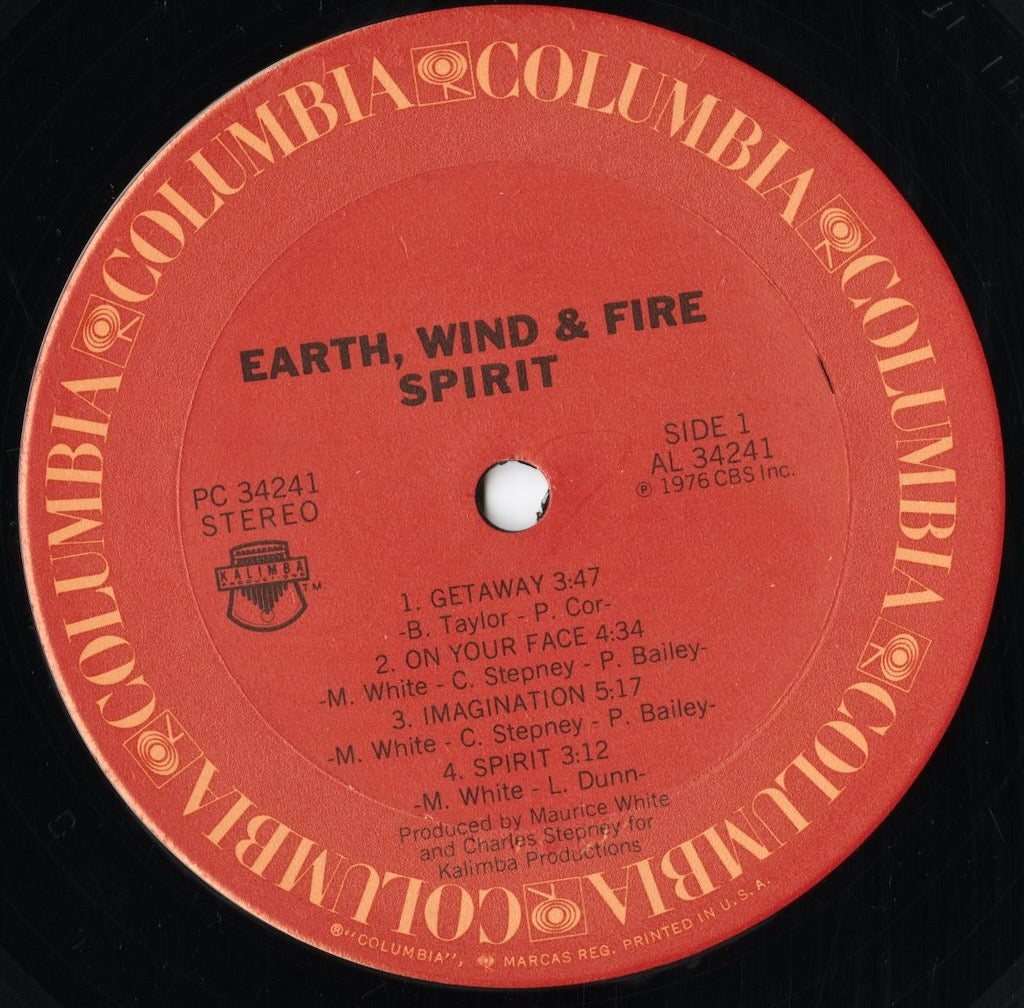 COLUMBIA COLUMBIA COLUMBIA COLUMBIA COLUMBIA COLUMBIA
EARTH, WIND & FIRE
SPIRIT
SIDE 1
AL 34241
℗ 1976 CBS Inc.
PC 34241
STEREO
KALIMBA
PRODUCTIONS
TM
1. GETAWAY 3:47
-B. Taylor - P. Cor-
2. ON YOUR FACE 4:34
-M. White - C. Stepney - P. Bailey-
3. IMAGINATION 5:17
-M. White - C. Stepney - P. Bailey-
4. SPIRIT 3:12
-M. White - L. Dunn-
Produced by Maurice White
and Charles Stepney for
Kalimba Productions
®"COLUMBIA", MARCAS REG. PRINTED IN U.S.A.